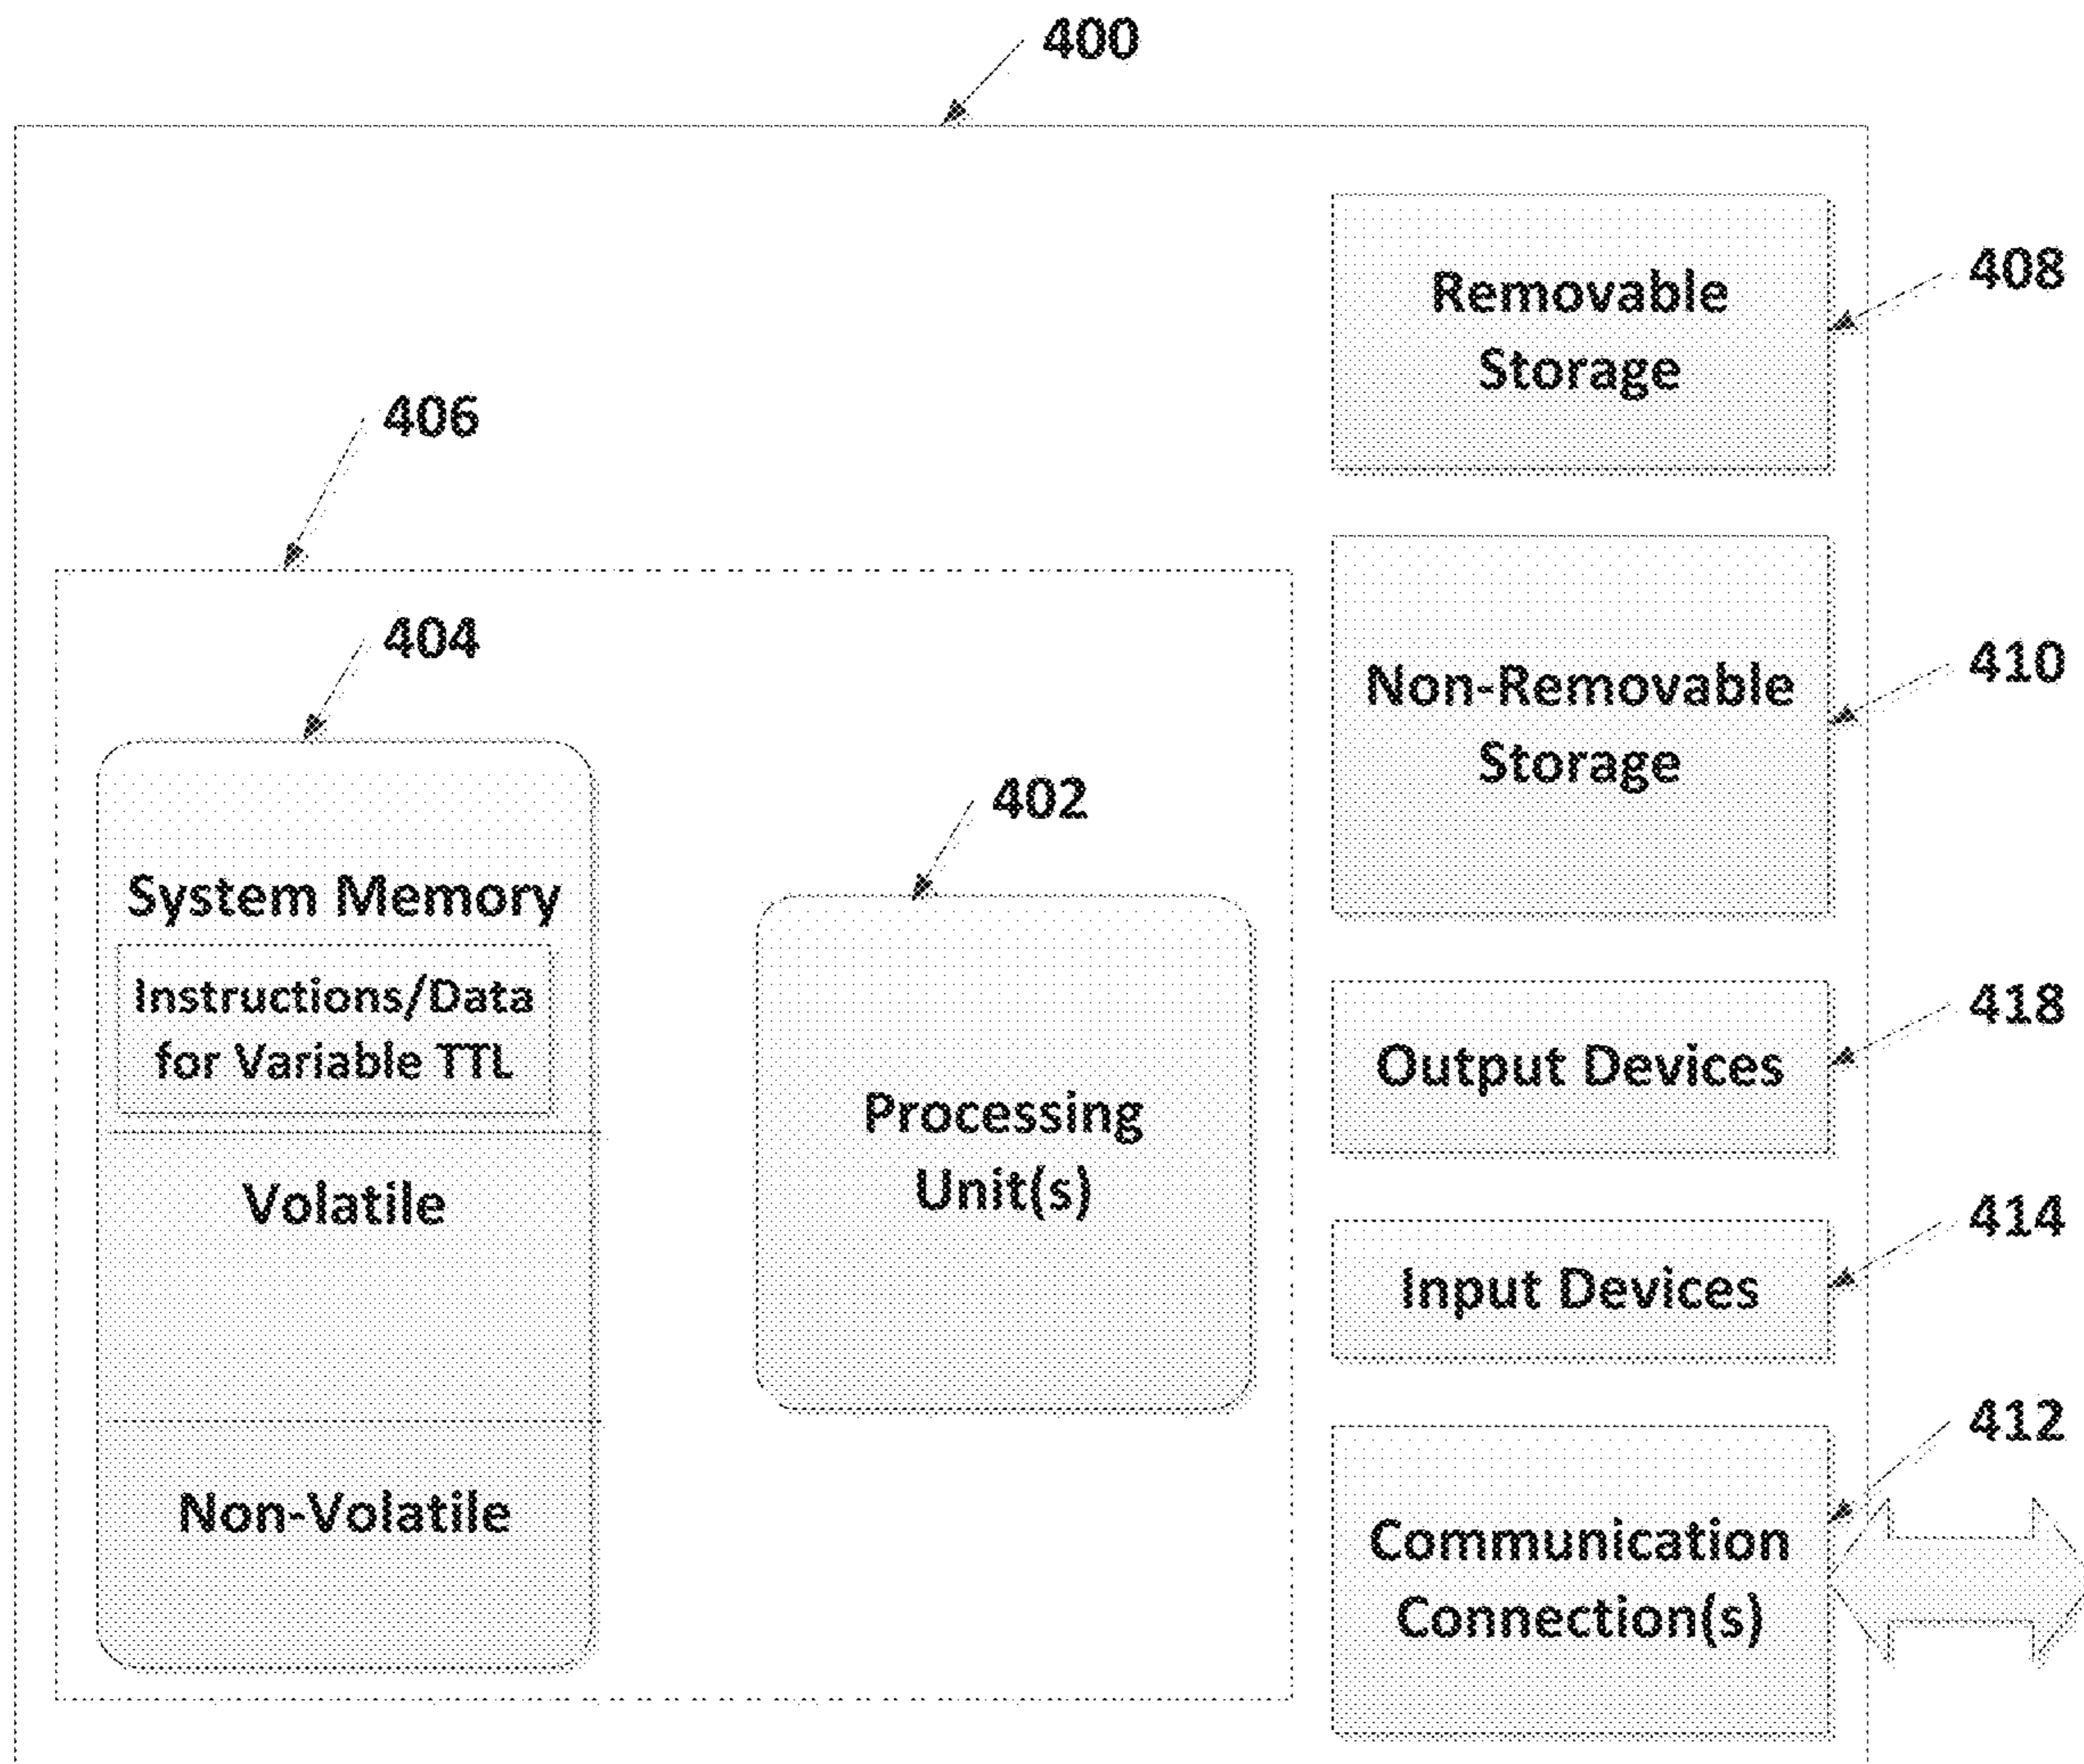 400
Removable
Storage
408
406
Non-Removable
Storage
410
404
402
System Memory
Instructions/Data
for Variable TTL
Volatile
Non-Volatile
Processing
Unit(s)
Output Devices
418
Input Devices
414
Communication
Connection(s)
412